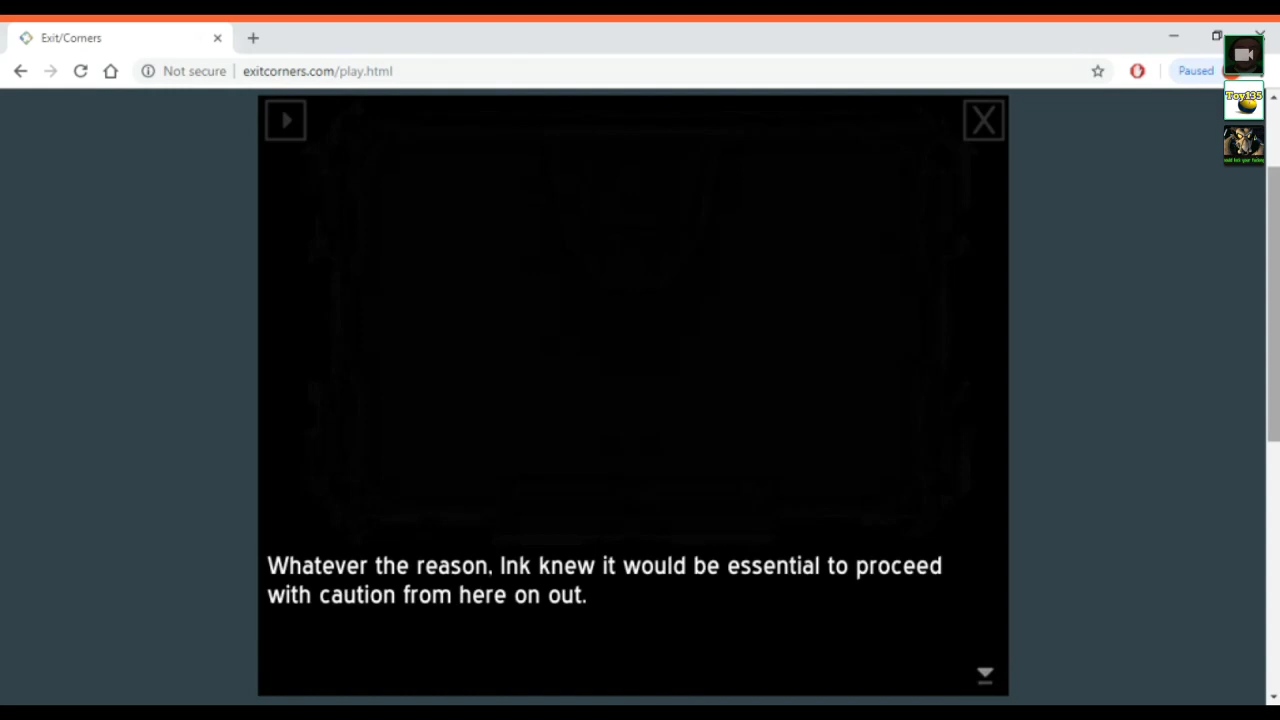 Exit/Corners
Not secure
exitcorners.com/play.html
Paused
Toy135
Whatever the reason, Ink knew it would be essential to proceed
with caution from here on out.